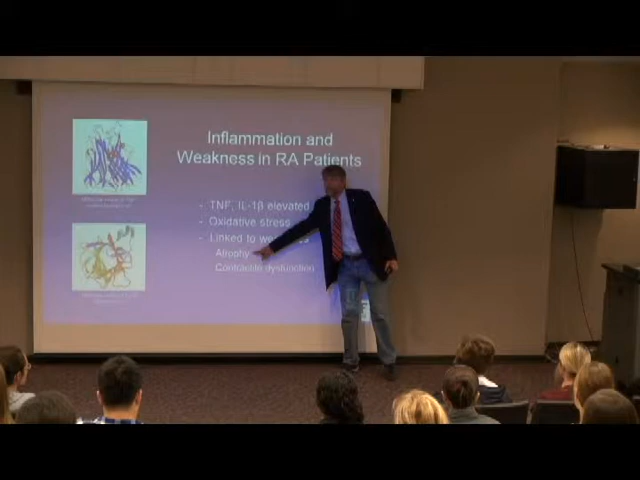 Inflammation and
Weakness in RA Patients
- TNF, IL-1β elevated
- Oxidative stress
- Linked to
Atrophy
Contractile dysfunction